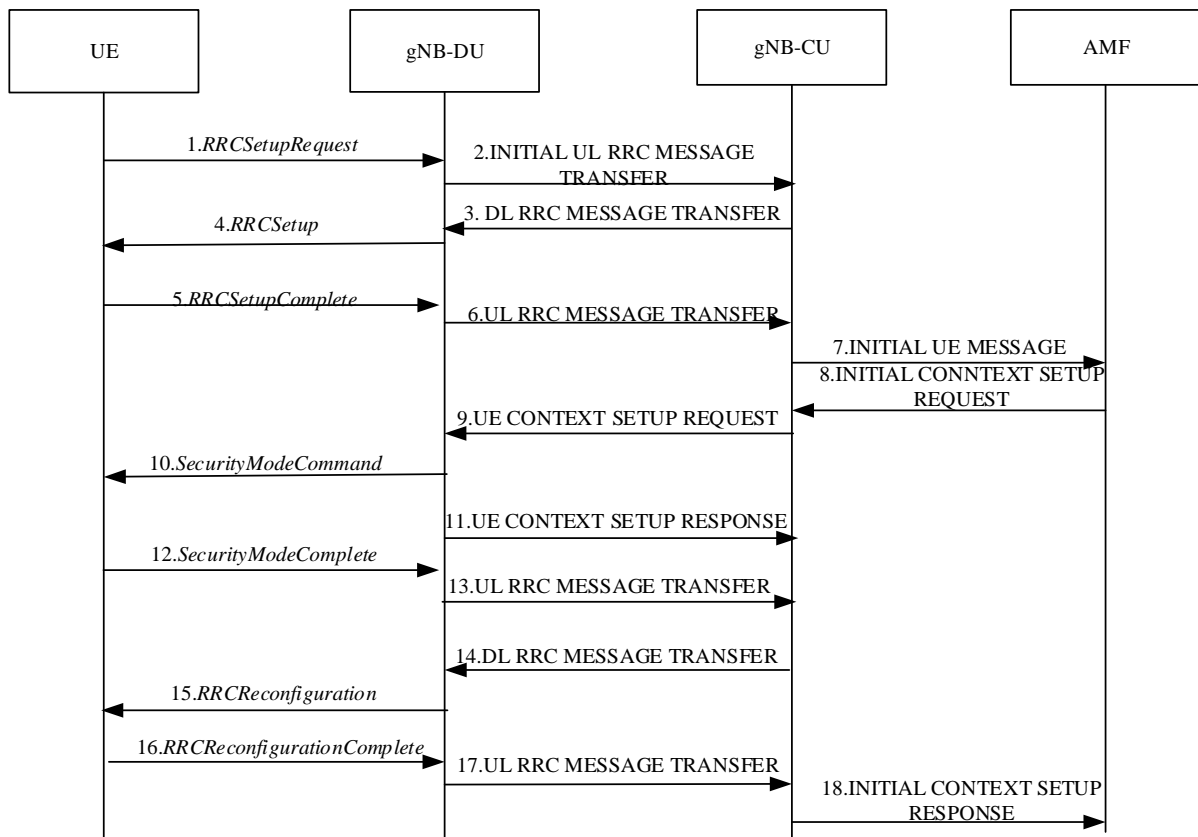 UE
gNB-DU
gNB-CU
AMF
1.RRCSetupRequest
2.INITIAL UL RRC MESSAGE
TRANSFER
3. DL RRC MESSAGE TRANSFER
4.RRCSetup
5.RRCSetupComplete
6.UL RRC MESSAGE TRANSFER
7.INITIAL UE MESSAGE
8.INITIAL CONNTEXT SETUP
REQUEST
9.UE CONTEXT SETUP REQUEST
10.SecurityModeCommand
11.UE CONTEXT SETUP RESPONSE
12.SecurityModeComplete
13.UL RRC MESSAGE TRANSFER
14.DL RRC MESSAGE TRANSFER
15.RRCReconfiguration
16.RRCReconfigurationComplete
17.UL RRC MESSAGE TRANSFER
18.INITIAL CONTEXT SETUP
RESPONSE